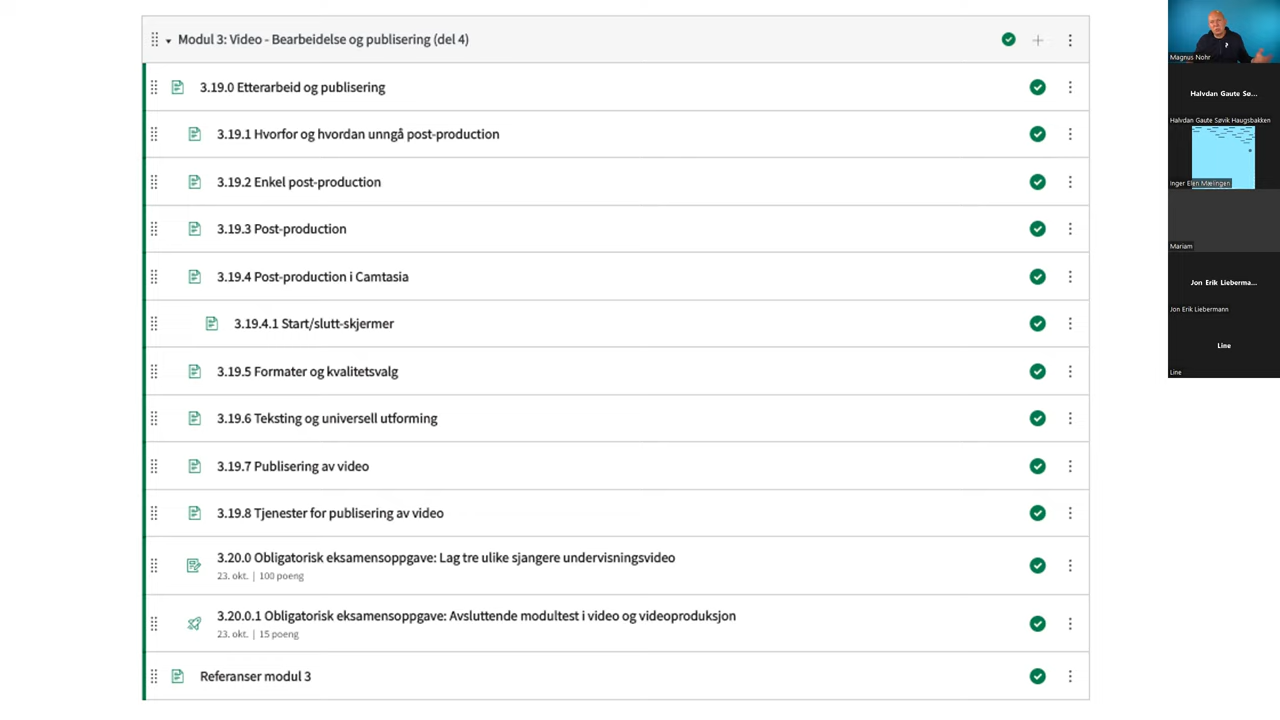 Modul 3: Video - Bearbeidelse og publisering (del 4)
3.19.0 Etterarbeid og publisering
3.19.1 Hvorfor og hvordan unngå post-production
3.19.2 Enkel post-production
3.19.3 Post-production
3.19.4 Post-production i Camtasia
3.19.4.1 Start/slutt-skjermer
3.19.5 Formater og kvalitetsvalg
3.19.6 Teksting og universell utforming
3.19.7 Publisering av video
3.19.8 Tjenester for publisering av video
3.20.0 Obligatorisk eksamensoppgave: Lag tre ulike sjangere undervisningsvideo
23. okt. | 100 poeng
3.20.0.1 Obligatorisk eksamensoppgave: Avsluttende modultest i video og videoproduksjon
23. okt. | 15 poeng
Referanser modul 3
Magnus Nohr
Halvdan Gaute Sø...
Halvdan Gaute Søvik Haugsbakken
Inger Elin Mælingen
Mariam
Jon Erik Lieberma...
Jon Erik Liebermann
Line
Line